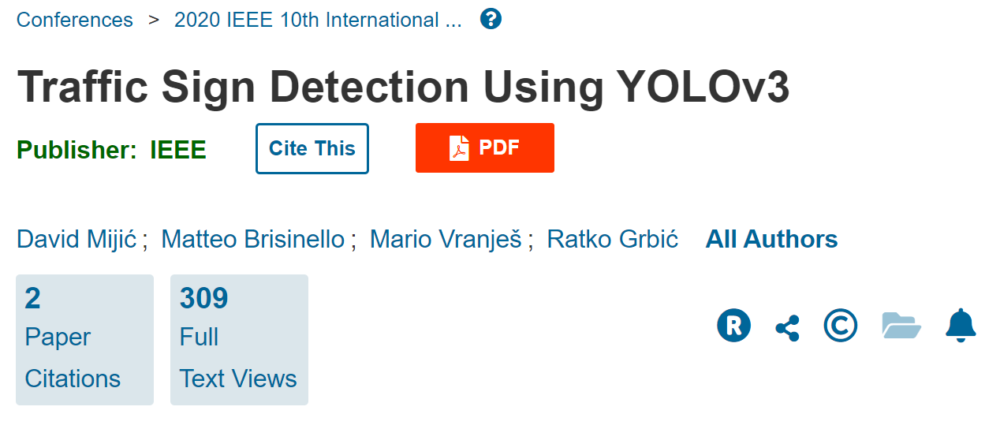 Conferences > 2020 IEEE 10th International ... ?
Traffic Sign Detection Using YOLOv3
Publisher: IEEE Cite This PDF
David Mijić ; Matteo Brisinello ; Mario Vranješ ; Ratko Grbić All Authors
2 309
Paper Full
Citations Text Views
R ©